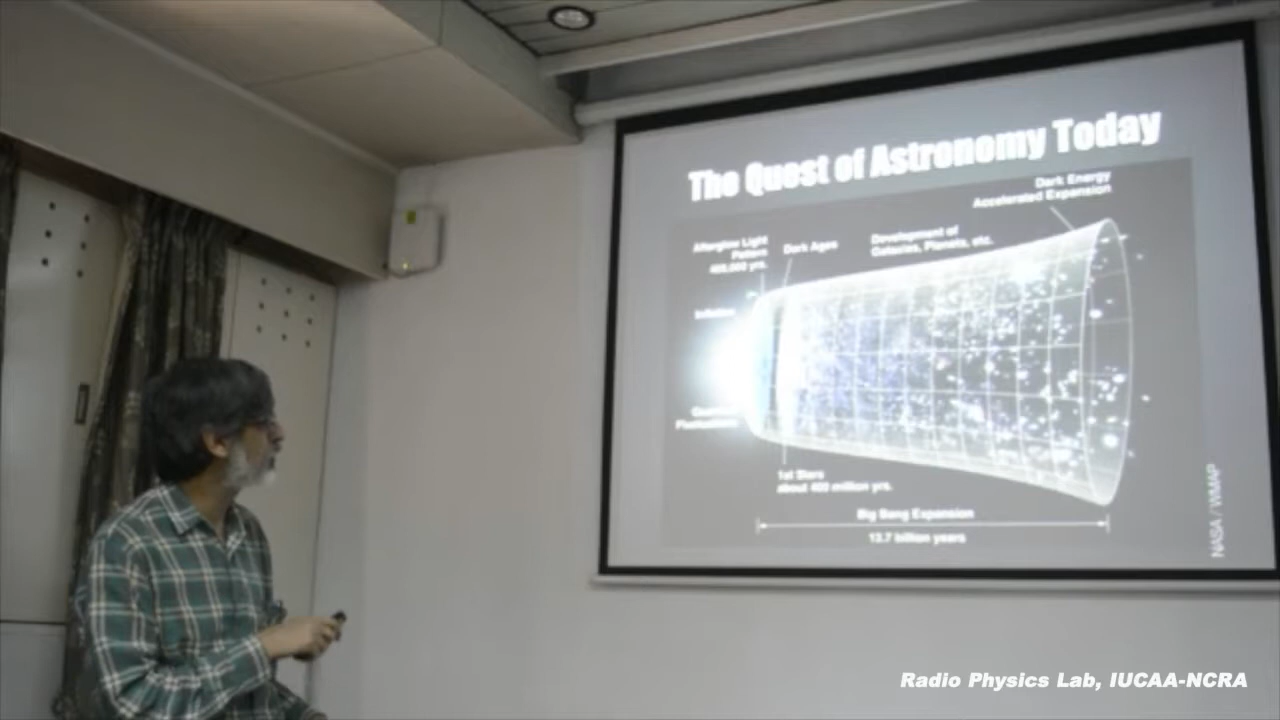 The Quest of Astronomy Today
Dark Energy
Accelerated Expansion
Afterglow Light
Pattern
400,000 yrs.
Dark Ages
Development of
Galaxies, Planets, etc.
Inflation
Quantum
Fluctuations
1st Stars
about 400 million yrs.
Big Bang Expansion
13.7 billion years
NASA / WMAP
Radio Physics Lab, IUCAA-NCRA